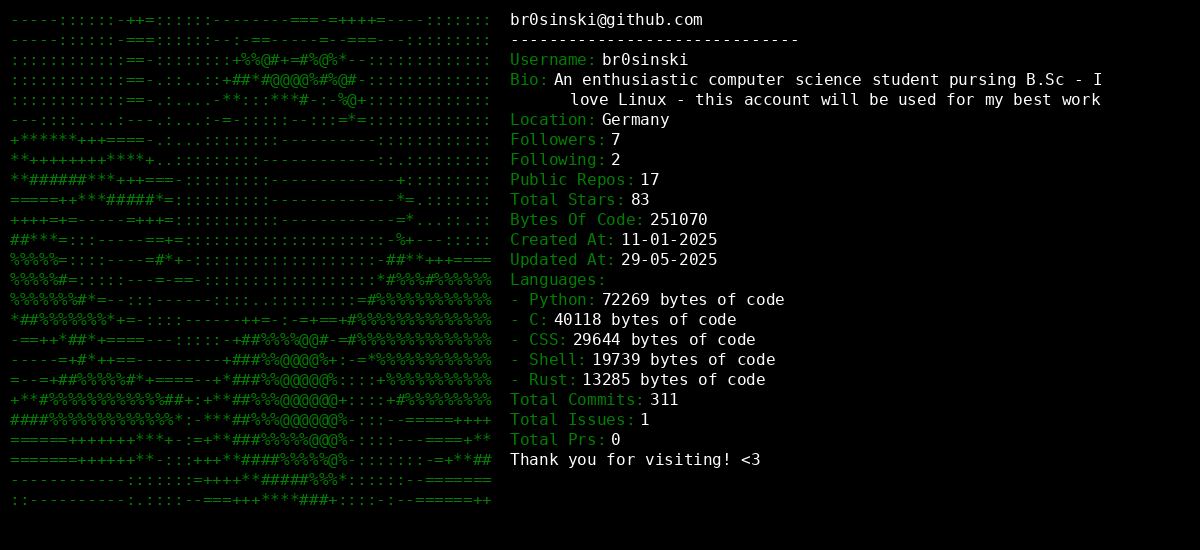 br0sinski@github.com
------------------------------
Username: br0sinski
Bio: An enthusiastic computer science student pursing B.Sc - I
love Linux - this account will be used for my best work
Location: Germany
Followers: 7
Following: 2
Public Repos: 17
Total Stars: 83
Bytes Of Code: 251070
Created At: 11-01-2025
Updated At: 29-05-2025
Languages:
- Python: 72269 bytes of code
- C: 40118 bytes of code
- CSS: 29644 bytes of code
- Shell: 19739 bytes of code
- Rust: 13285 bytes of code
Total Commits: 311
Total Issues: 1
Total Prs: 0
Thank you for visiting! <3